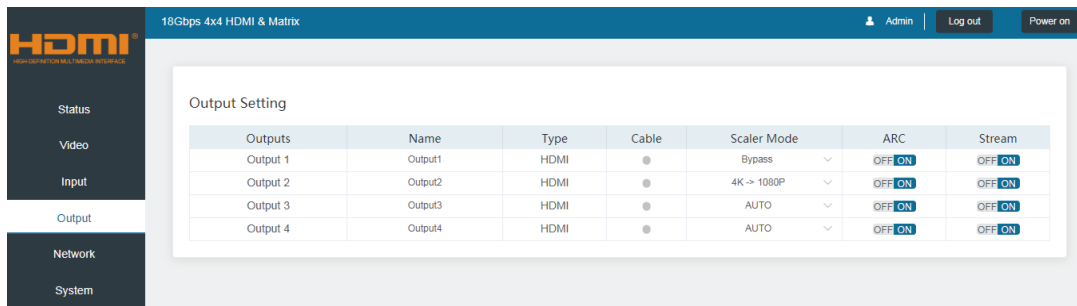 18Gbps 4x4 HDMI & Matrix
Admin
Log out
Power on
HDMI®
HIGH-DEFINITION MULTIMEDIA INTERFACE
Status
Video
Input
Output
Network
System
Output Setting
Outputs Name Type Cable Scaler Mode ARC Stream
Output 1 Output1 HDMI Bypass OFF ON OFF ON
Output 2 Output2 HDMI 4K -> 1080P OFF ON OFF ON
Output 3 Output3 HDMI AUTO OFF ON OFF ON
Output 4 Output4 HDMI AUTO OFF ON OFF ON